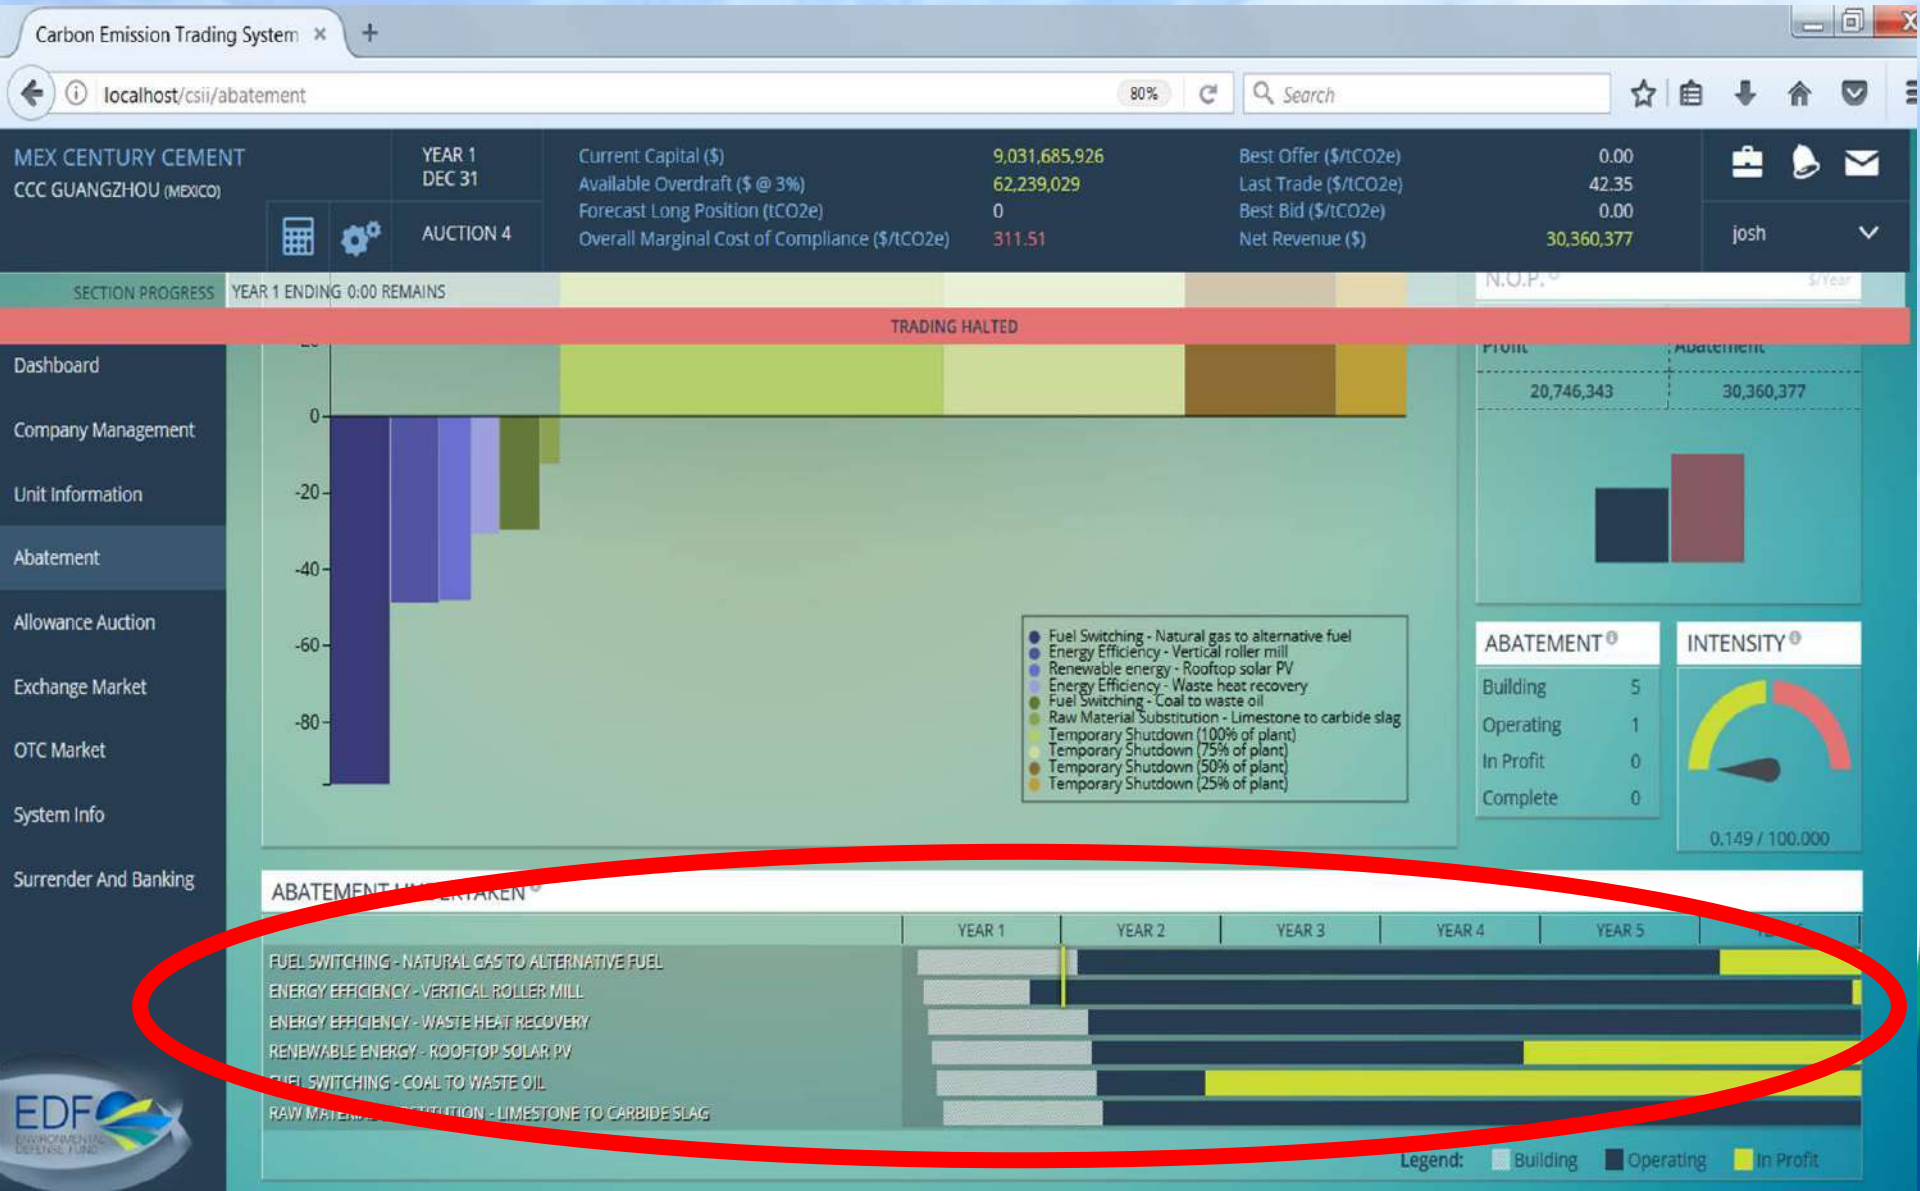 Carbon Emission Trading System × +
localhost/csii/abatement 80% Search
MEX CENTURY CEMENT
CCC GUANGZHOU (MEXICO)
YEAR 1
DEC 31
AUCTION 4
Current Capital ($) 9,031,685,926
Available Overdraft ($ @ 3%) 62,239,029
Forecast Long Position (tCO2e) 0
Overall Marginal Cost of Compliance ($/tCO2e) 311.51
Best Offer ($/tCO2e) 0.00
Last Trade ($/tCO2e) 42.35
Best Bid ($/tCO2e) 0.00
Net Revenue ($) 30,360,377
josh
SECTION PROGRESS YEAR 1 ENDING 0:00 REMAINS
N.O.P. $/Year
TRADING HALTED
Dashboard
Company Management
Unit Information
Abatement
Allowance Auction
Exchange Market
OTC Market
System Info
Surrender And Banking
0
-20
-40
-60
-80
Fuel Switching - Natural gas to alternative fuel
Energy Efficiency - Vertical roller mill
Renewable energy - Rooftop solar PV
Energy Efficiency - Waste heat recovery
Fuel Switching - Coal to waste oil
Raw Material Substitution - Limestone to carbide slag
Temporary Shutdown (100% of plant)
Temporary Shutdown (75% of plant)
Temporary Shutdown (50% of plant)
Temporary Shutdown (25% of plant)
Profit Abatement
20,746,343 30,360,377
ABATEMENT
Building 5
Operating 1
In Profit 0
Complete 0
INTENSITY
0.149 / 100.000
ABATEMENT UNDERTAKEN
YEAR 1 YEAR 2 YEAR 3 YEAR 4 YEAR 5
FUEL SWITCHING - NATURAL GAS TO ALTERNATIVE FUEL
ENERGY EFFICIENCY - VERTICAL ROLLER MILL
ENERGY EFFICIENCY - WASTE HEAT RECOVERY
RENEWABLE ENERGY - ROOFTOP SOLAR PV
FUEL SWITCHING - COAL TO WASTE OIL
RAW MATERIAL SUBSTITUTION - LIMESTONE TO CARBIDE SLAG
Legend: Building Operating In Profit
EDF
ENVIRONMENTAL
DEFENSE FUND